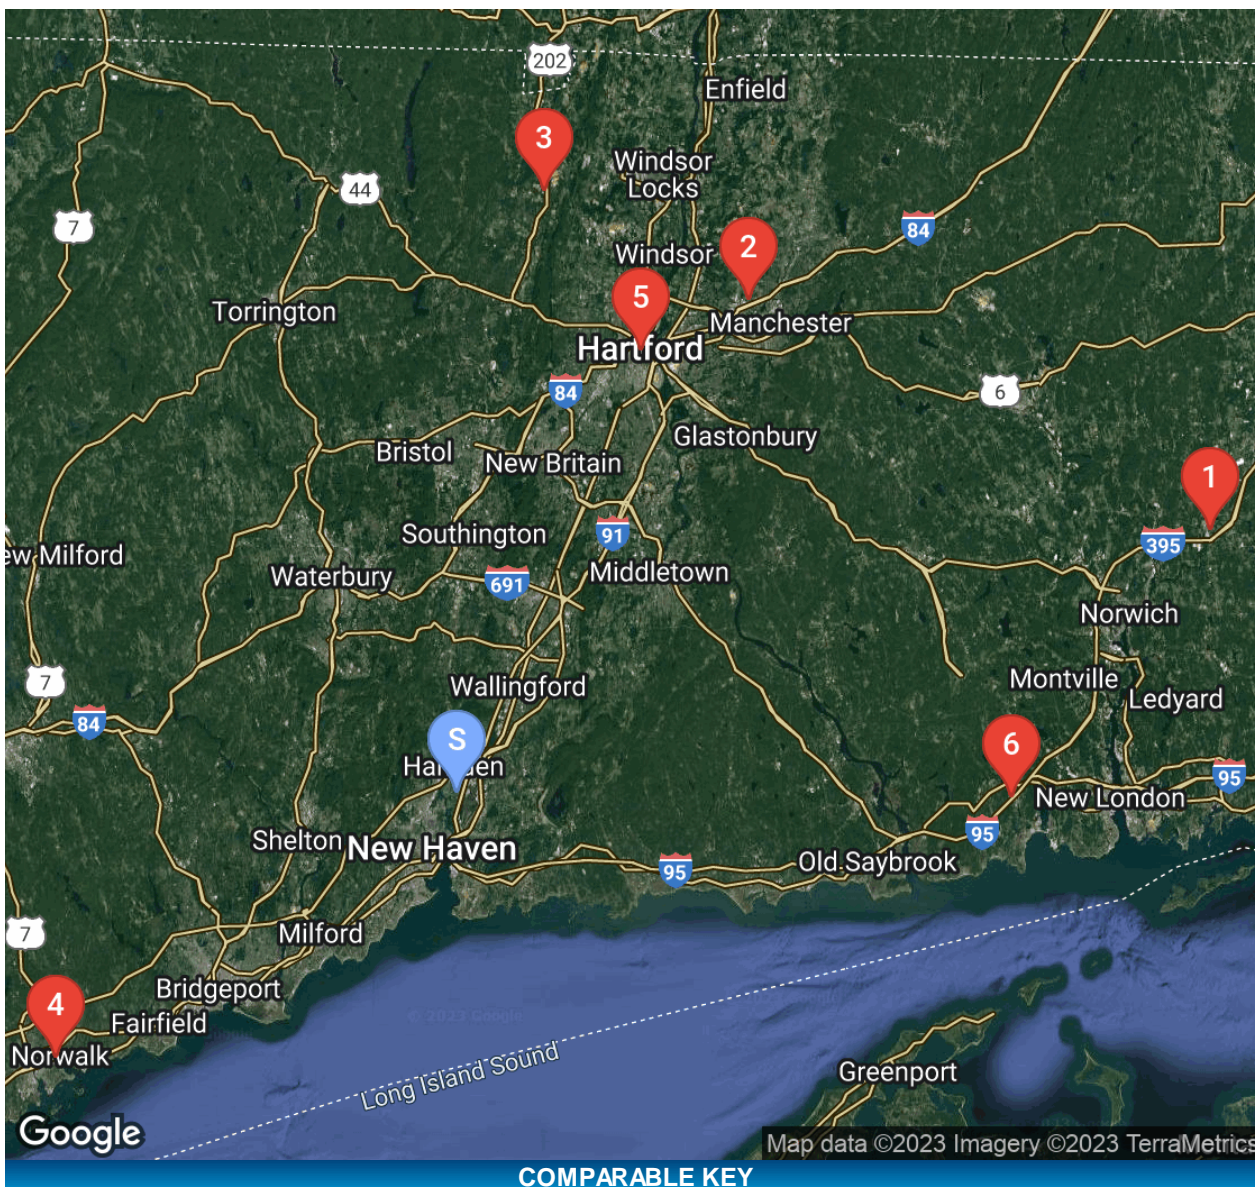 202
Enfield
3
Windsor
Locks
44
7
84
2
Windsor
5
Torrington
Manchester
Hartford
84
6
Glastonbury
Bristol
New Britain
1
Southington
91
395
ew Milford
Waterbury
691
Middletown
Norwich
7
Wallingford
Montville
Ledyard
84
S
6
Hamden
95
New London
Shelton
New Haven
95
Old Saybrook
95
7
Milford
Bridgeport
4
© 2023 Google
Fairfield
Norwalk
Long Island Sound
Greenport
Google
Map data ©2023 Imagery ©2023 TerraMetrics
COMPARABLE KEY